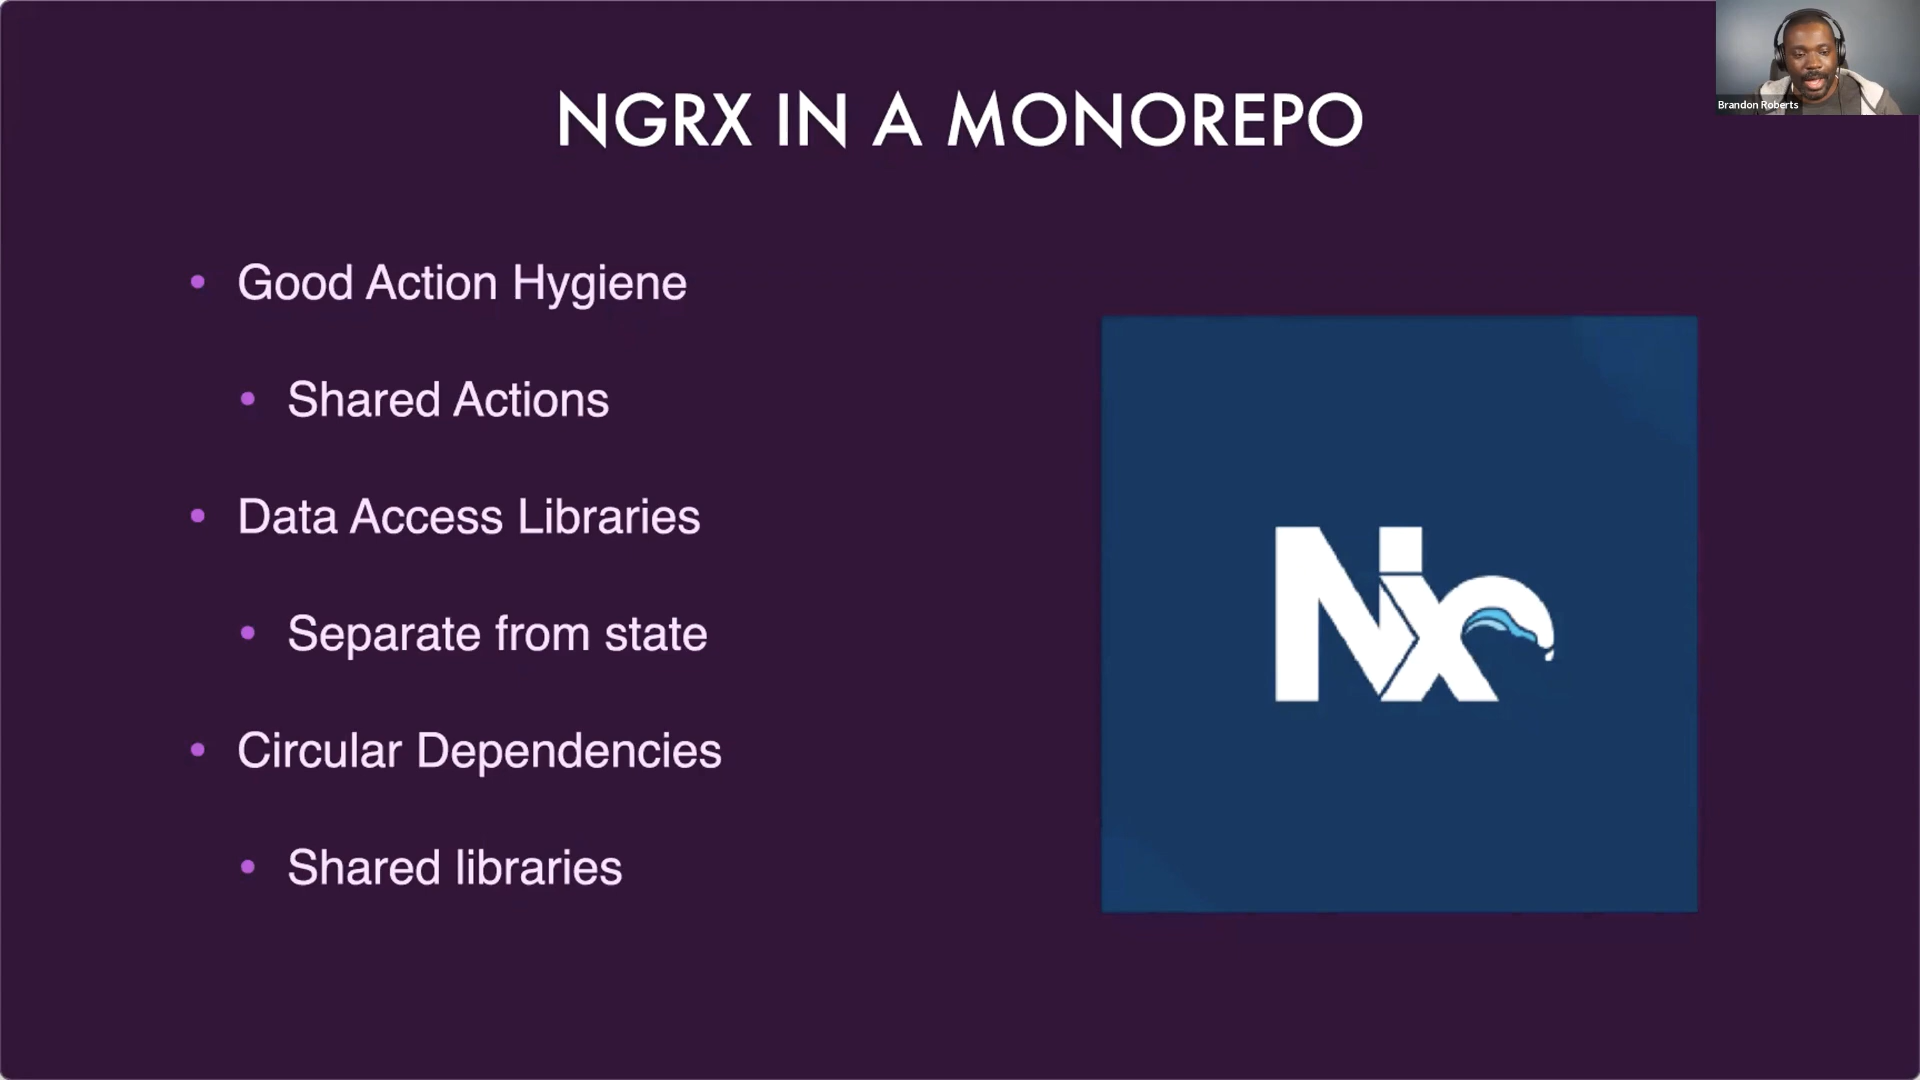 Brandon Roberts
NGRX IN A MONOREPO
• Good Action Hygiene
• Shared Actions
• Data Access Libraries
• Separate from state
• Circular Dependencies
• Shared libraries
Nx